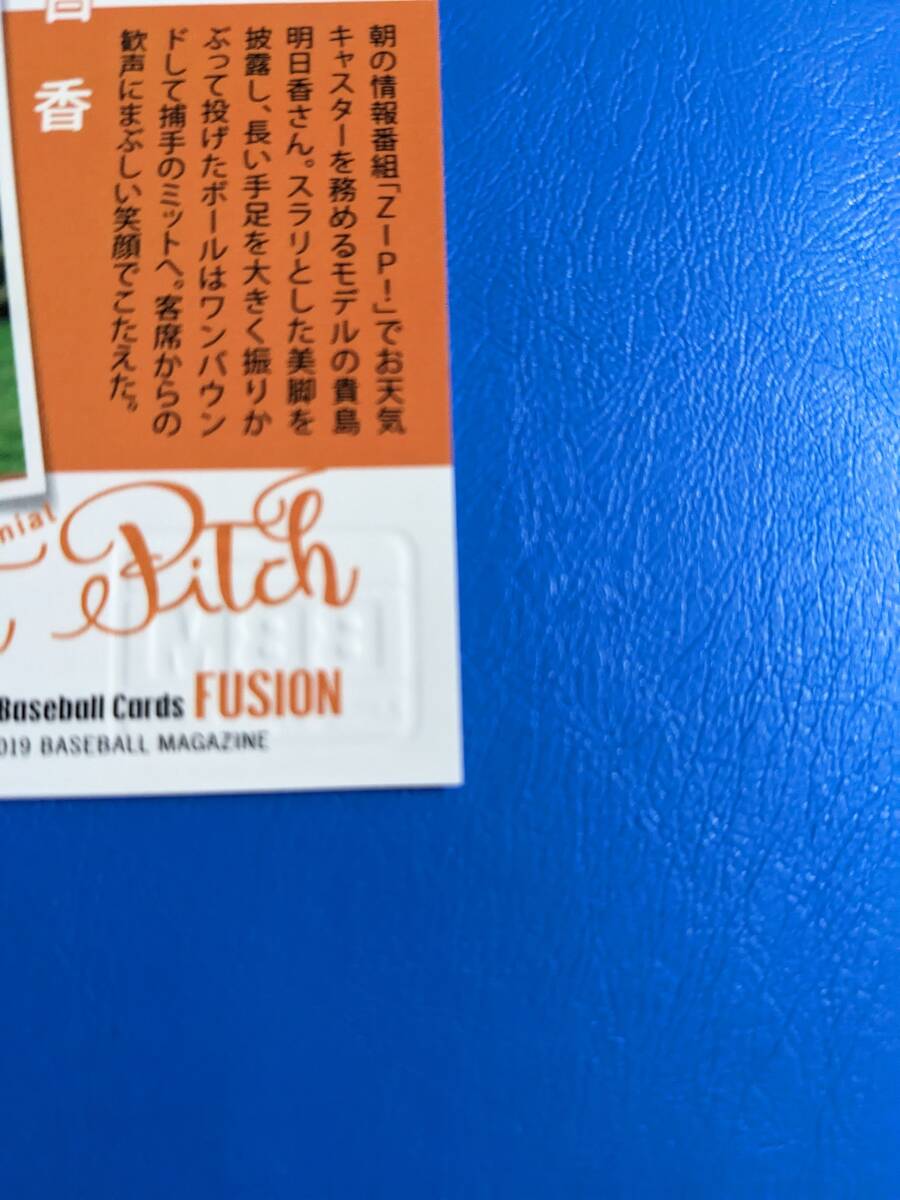 香
朝の情報番組「ZIP!」でお天気
キャスターを務めるモデルの貴島
明日香さん。スラリとした美脚を
披露し、長い手足を大きく振りか
ぶって投げたボールはワンバウン
ドして捕手のミットへ。客席からの
歓声にまぶしい笑顔でこたえた。
nial
Pitch
BBM
Baseball Cards FUSION
019 BASEBALL MAGAZINE